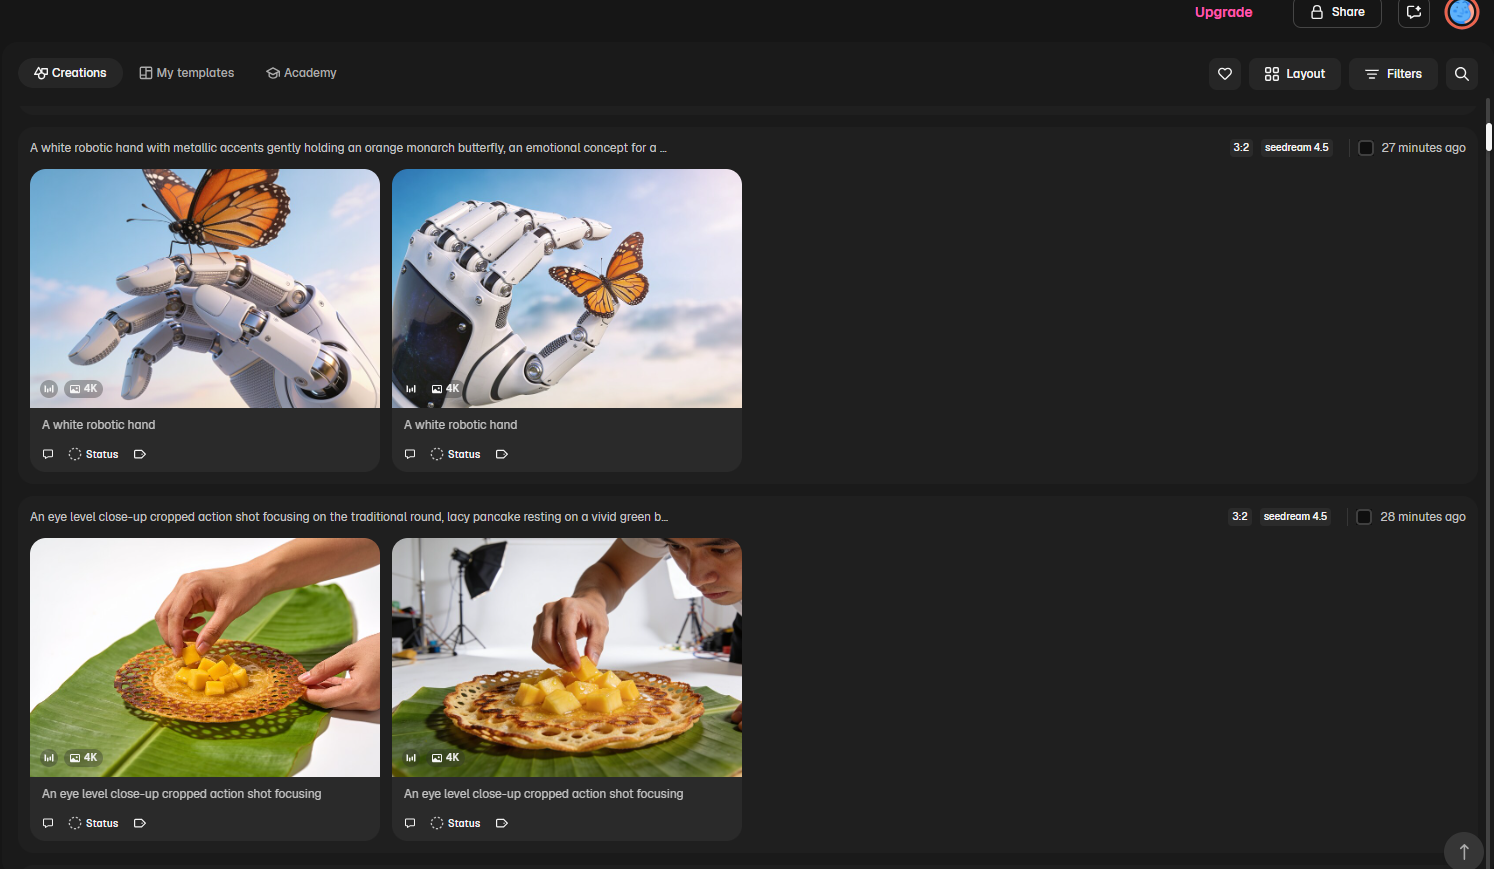 Upgrade
Share
Creations
My templates
Academy
Layout
Filters
A white robotic hand with metallic accents gently holding an orange monarch butterfly, an emotional concept for a ...
3:2
seedream 4.5
27 minutes ago
4K
4K
A white robotic hand
A white robotic hand
Status
Status
An eye level close-up cropped action shot focusing on the traditional round, lacy pancake resting on a vivid green b...
3:2
seedream 4.5
28 minutes ago
4K
4K
An eye level close-up cropped action shot focusing
An eye level close-up cropped action shot focusing
Status
Status